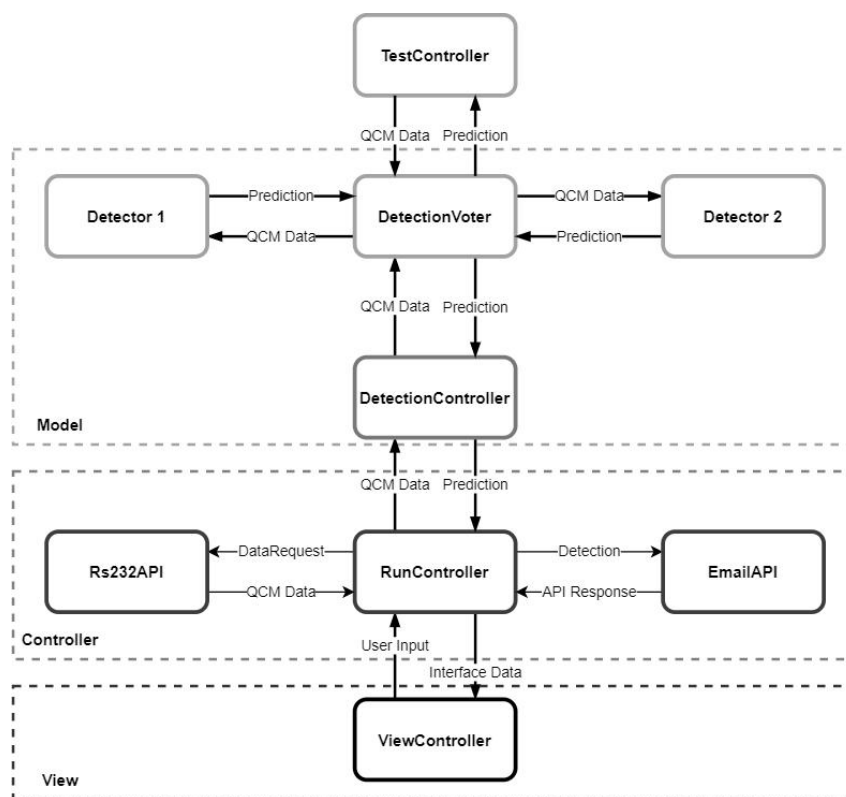 TestController
QCM Data
Prediction
Detector 1
Prediction
QCM Data
DetectionVoter
QCM Data
Prediction
Detector 2
QCM Data
Prediction
DetectionController
Model
QCM Data
Prediction
Rs232API
DataRequest
QCM Data
RunController
Detection
API Response
EmailAPI
Controller
User Input
Interface Data
ViewController
View